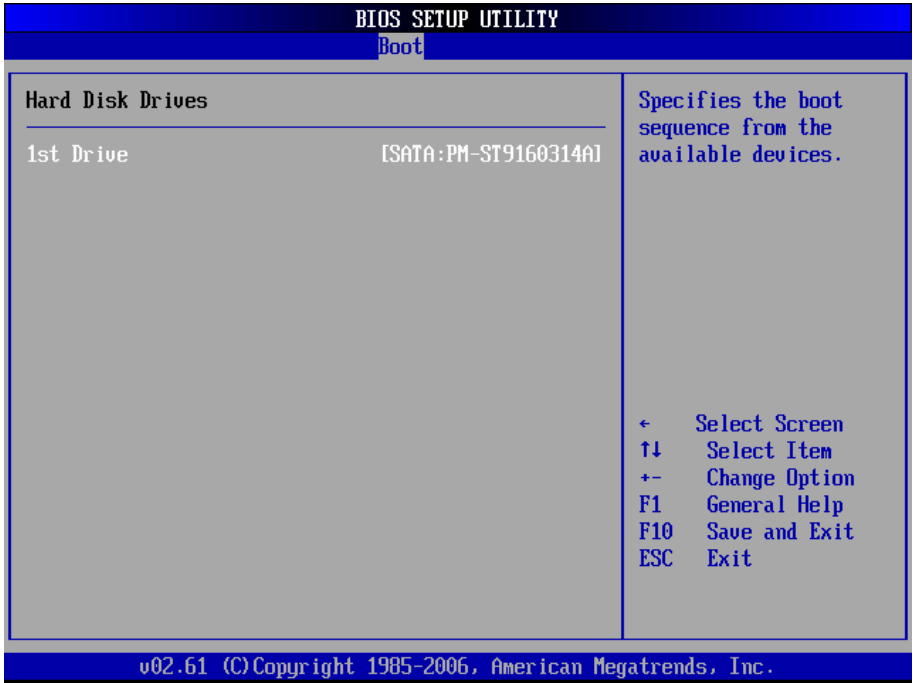 BIOS SETUP UTILITY
Boot
Hard Disk Drives
1st Drive [SATA:PM-ST9160314A]
Specifies the boot
sequence from the
available devices.
← Select Screen
↑↓ Select Item
+- Change Option
F1 General Help
F10 Save and Exit
ESC Exit
v02.61 (C)Copyright 1985-2006, American Megatrends, Inc.